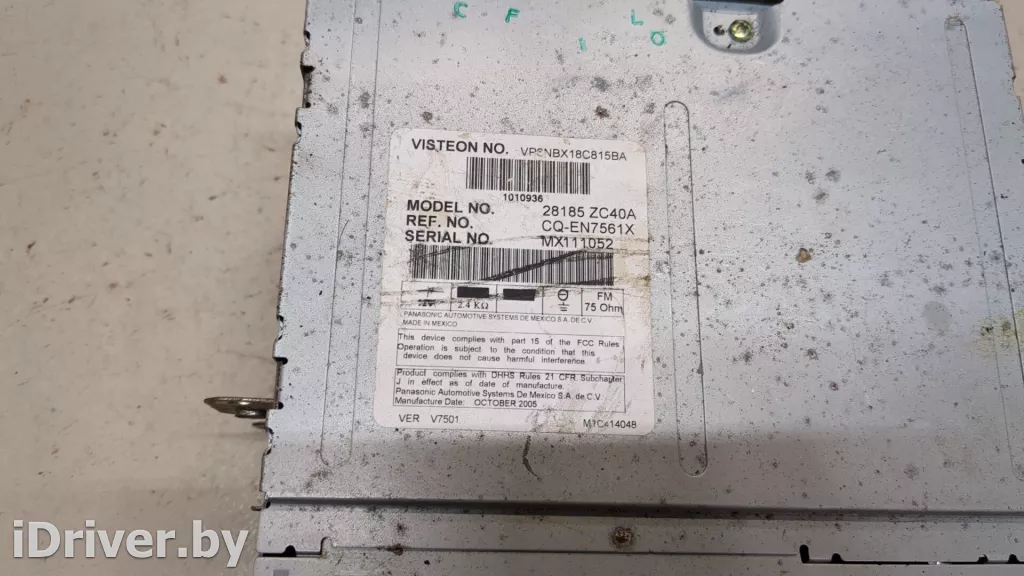 C F L
I O
VISTEON NO. VP6NBX18C815BA
1010936
MODEL NO. 28185 ZC40A
REF. NO. CQ-EN7561X
SERIAL NO. MX111052
FM
2.4 kΩ 75 Ohm
PANASONIC AUTOMOTIVE SYSTEMS DE MEXICO S.A. DE C.V.
MADE IN MEXICO
This device complies with part 15 of the FCC Rules
Operation is subject to the condition that this
device does not cause harmful interference
Product complies with DHHS Rules 21 CFR Subchapter
J in effect as of date of manufacture.
Panasonic Automotive Systems De Mexico S.A. de C.V.
Manufacture Date: OCTOBER 2005
VER V7501 M1C414048
iDriver.by